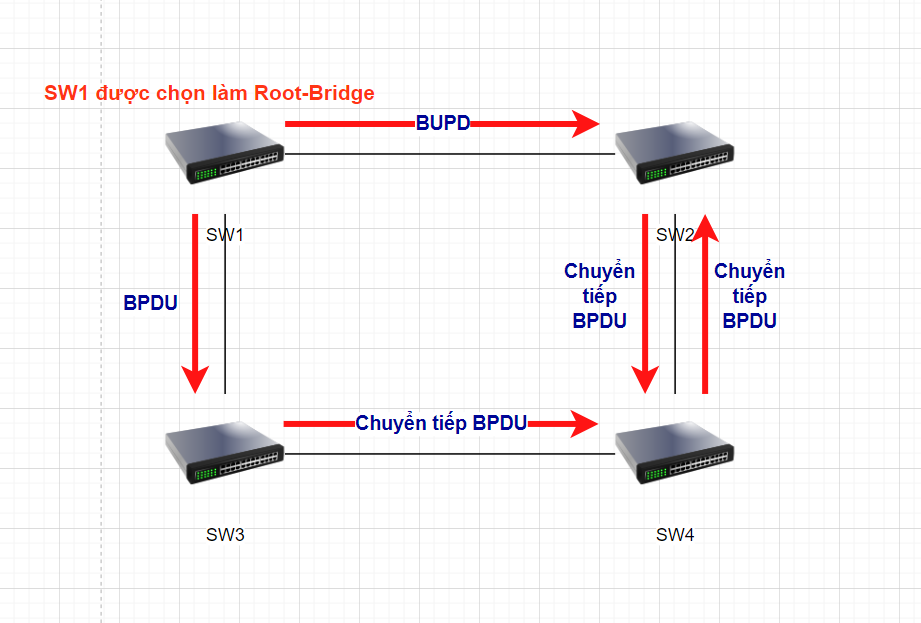 SW1 được chọn làm Root-Bridge
BUPD
SW1
SW2
BPDU
Chuyển
tiếp
BPDU
Chuyển
tiếp
BPDU
Chuyển tiếp BPDU
SW3
SW4